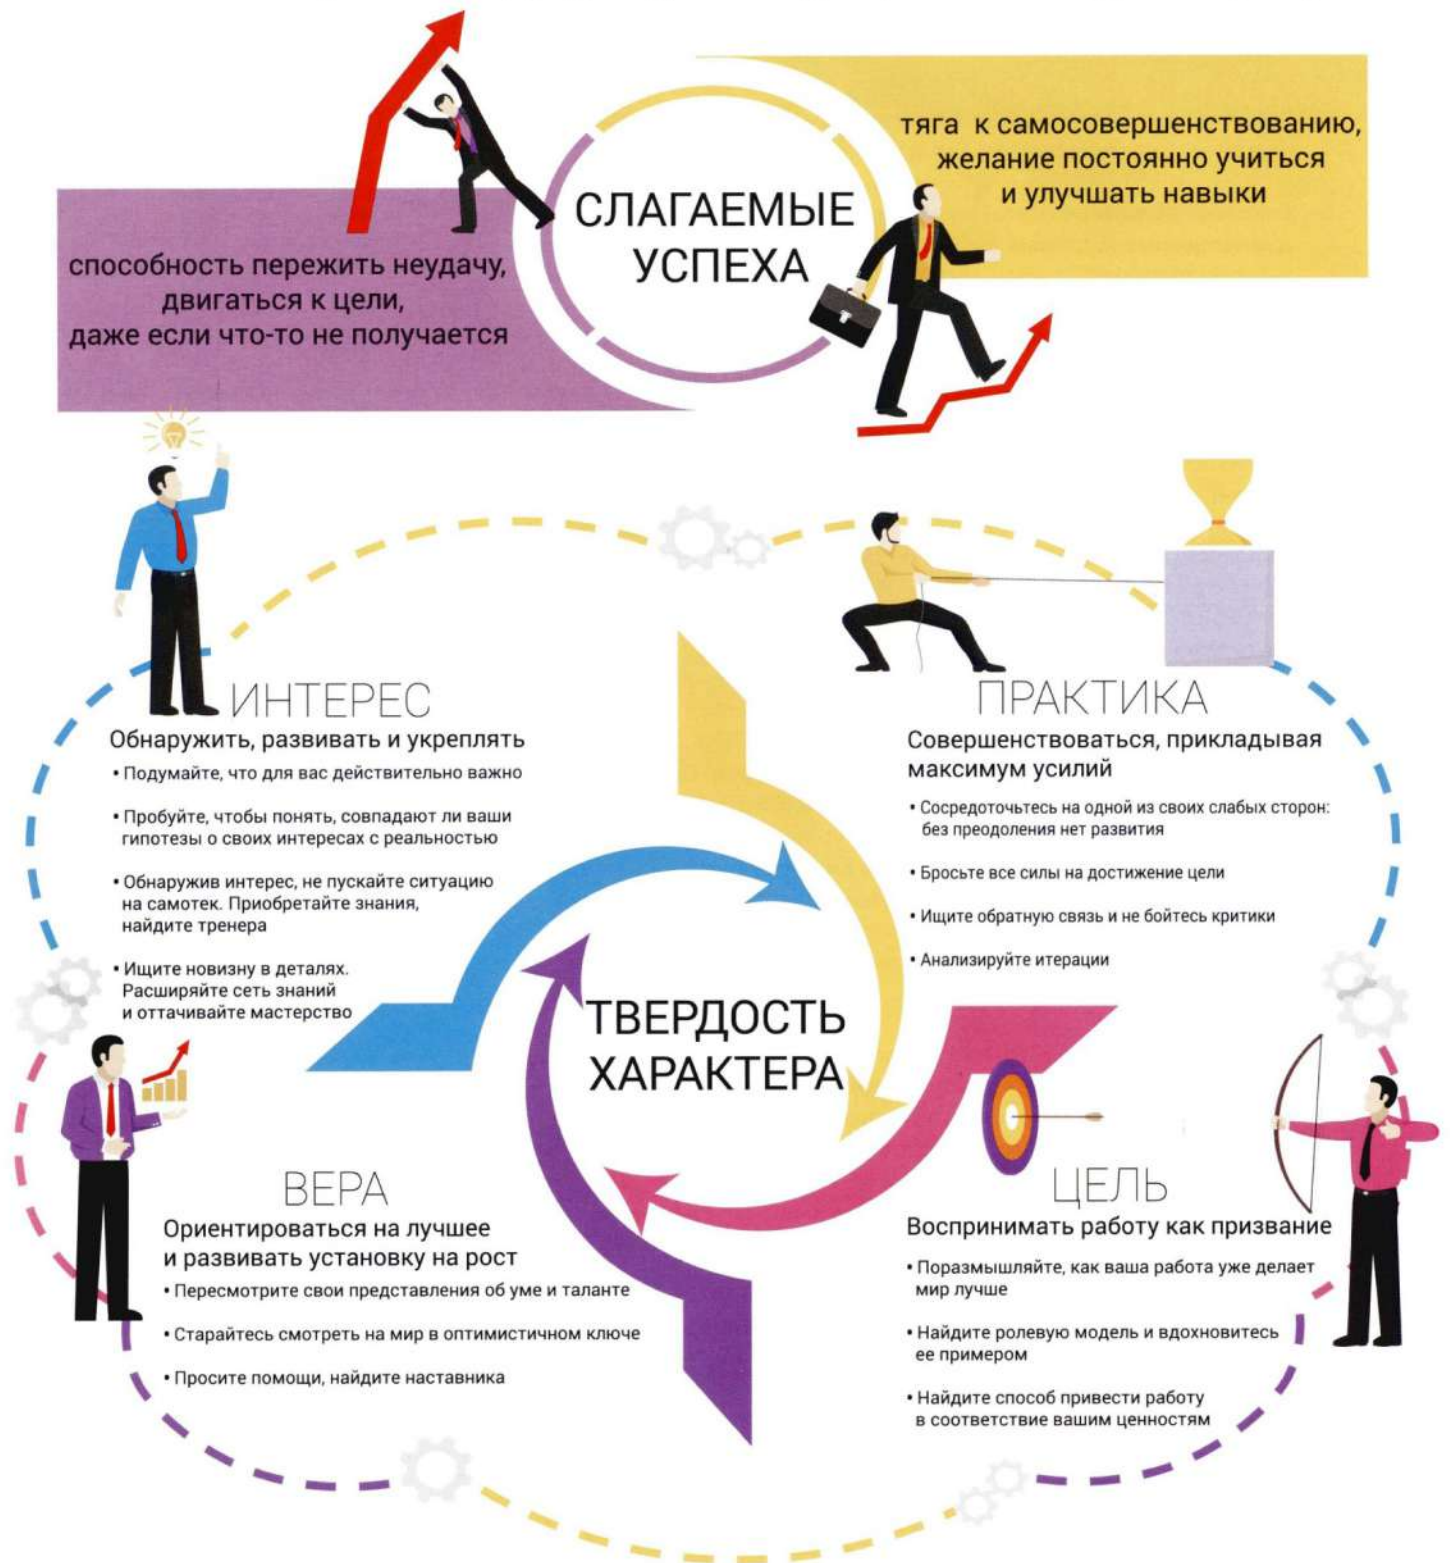 СЛАГАЕМЫЕ
УСПЕХА
способность пережить неудачу,
двигаться к цели,
даже если что-то не получается
тяга к самосовершенствованию,
желание постоянно учиться
и улучшать навыки
ИНТЕРЕС
Обнаружить, развивать и укреплять
• Подумайте, что для вас действительно важно
• Пробуйте, чтобы понять, совпадают ли ваши
гипотезы о своих интересах с реальностью
• Обнаружив интерес, не пускайте ситуацию
на самотек. Приобретайте знания,
найдите тренера
• Ищите новизну в деталях.
Расширяйте сеть знаний
и оттачивайте мастерство
ПРАКТИКА
Совершенствоваться, прикладывая
максимум усилий
• Сосредоточьтесь на одной из своих слабых сторон:
без преодоления нет развития
• Бросьте все силы на достижение цели
• Ищите обратную связь и не бойтесь критики
• Анализируйте итерации
ТВЕРДОСТЬ
ХАРАКТЕРА
ВЕРА
Ориентироваться на лучшее
и развивать установку на рост
• Пересмотрите свои представления об уме и таланте
• Старайтесь смотреть на мир в оптимистичном ключе
• Просите помощи, найдите наставника
ЦЕЛЬ
Воспринимать работу как призвание
• Поразмышляйте, как ваша работа уже делает
мир лучше
• Найдите ролевую модель и вдохновитесь
ее примером
• Найдите способ привести работу
в соответствие вашим ценностям